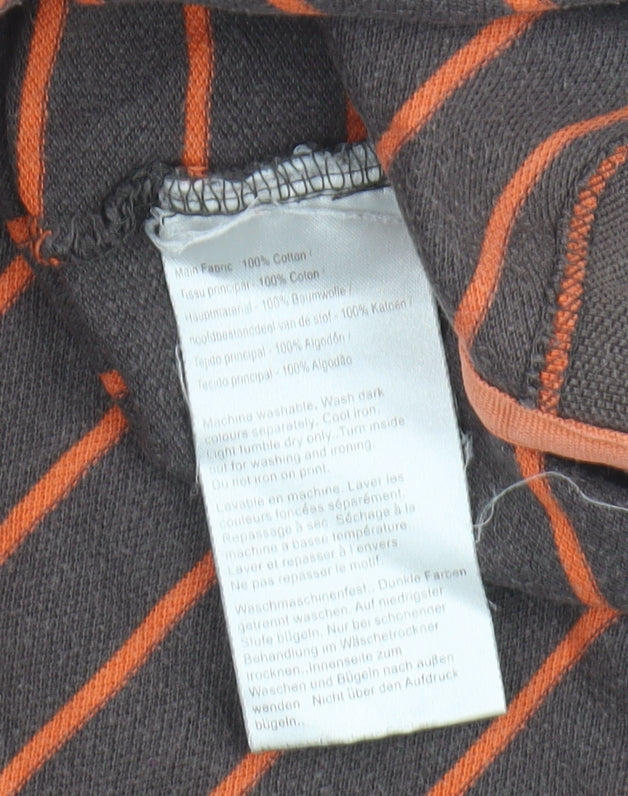 Main Fabric - 100% Cotton /
Tissu principal - 100% Coton /
Hauptmaterial - 100% Baumwolle /
hoofdbestanddeel van de stof - 100% Katoen /
Tejido principal - 100% Algodón /
Tecido principal - 100% Algodão
Machine washable. Wash dark
colours separately. Cool iron.
Light tumble dry only. Turn inside
out for washing and ironing.
Do not iron on print.
Lavable en machine. Laver les
couleurs foncées séparément.
Repassage à sec. Séchage à la
machine a basse température
Laver et repasser à l'envers
Ne pas repasser le motif.
Waschmaschinenfest.. Dunkle Farben
getrennt waschen. Auf niedrigster
Stufe bügeln. Nur bei schonender
Behandlung im Wäschetrockner
trocknen..Innenseite zum
Waschen und Bügeln nach außen
wenden Nicht über den Aufdruck
bügeln..